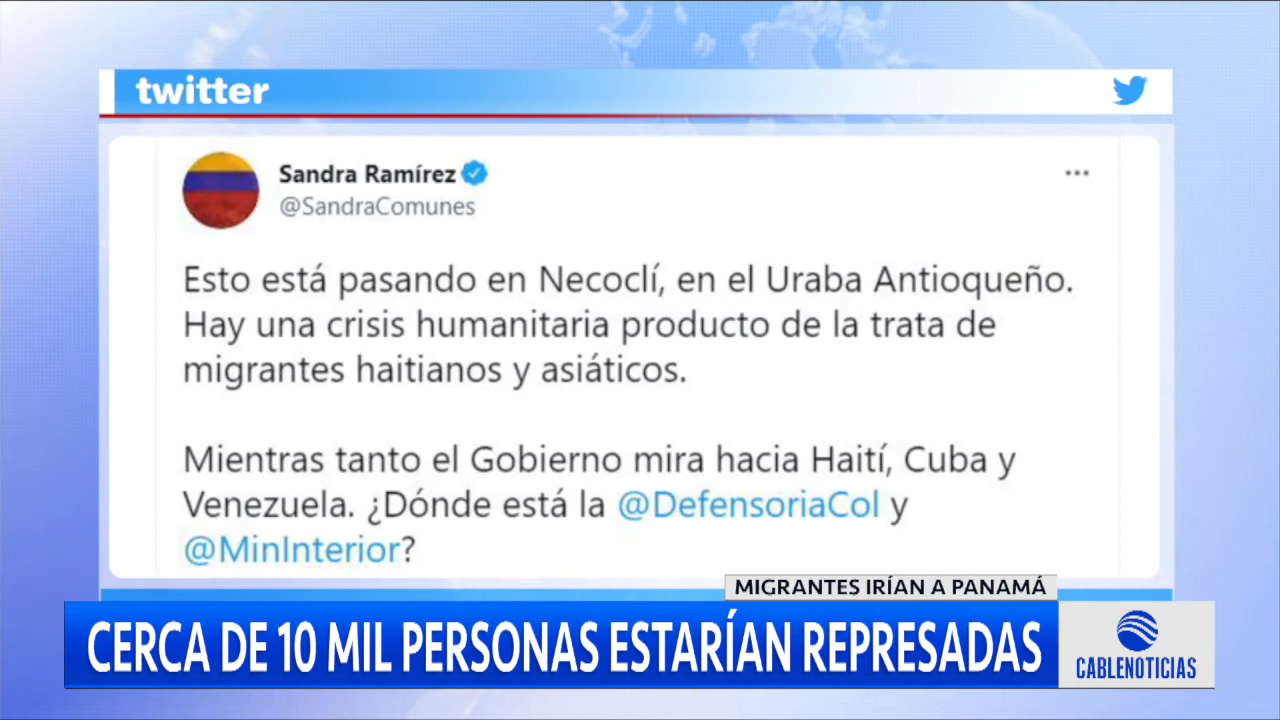 twitter
Sandra Ramírez
@SandraComunes
Esto está pasando en Necoclí, en el Uraba Antioqueño.
Hay una crisis humanitaria producto de la trata de
migrantes haitianos y asiáticos.
Mientras tanto el Gobierno mira hacia Haití, Cuba y
Venezuela. ¿Dónde está la @DefensoriaCol y
@MinInterior?
MIGRANTES IRÍAN A PANAMÁ
CERCA DE 10 MIL PERSONAS ESTARÍAN REPRESADAS
CABLENOTICIAS